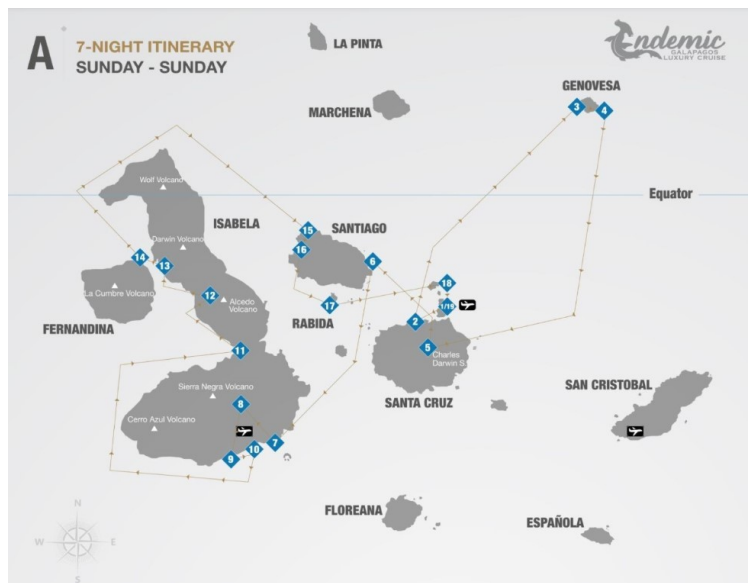 A
7-NIGHT ITINERARY
SUNDAY - SUNDAY
Endemic
GALAPAGOS
LUXURY CRUISE
LA PINTA
MARCHENA
GENOVESA
3
4
Equator
Wolf Volcano
ISABELA
Darwin Volcano
15
SANTIAGO
16
6
14
13
La Cumbre Volcano
12
Alcedo
Volcano
18
17
1/19
RABIDA
2
FERNANDINA
5
Charles
Darwin S.
11
Sierra Negra Volcano
8
SANTA CRUZ
SAN CRISTOBAL
Cerro Azul Volcano
7
10
9
FLOREANA
ESPAÑOLA
N
W
E
S